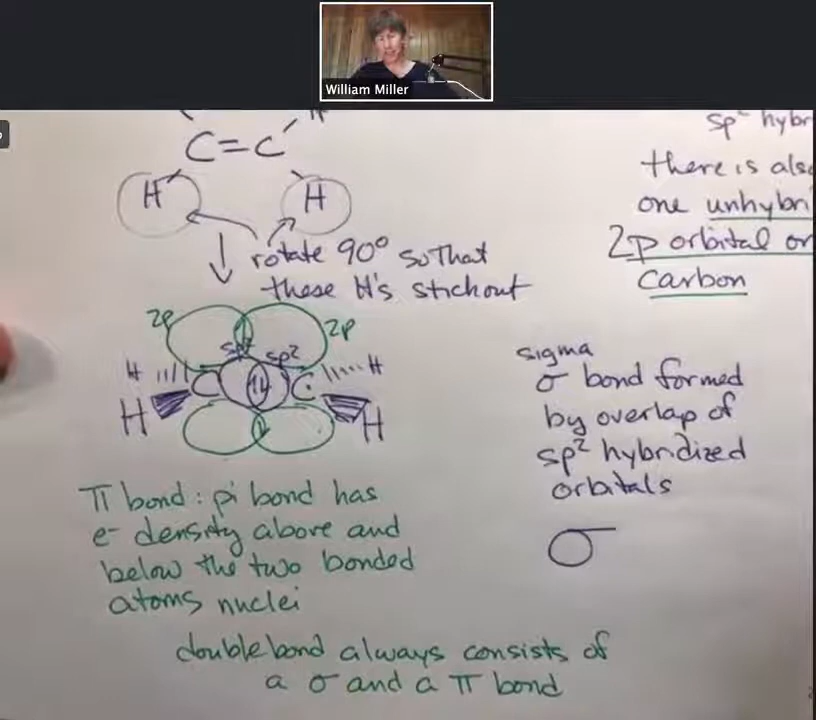 William Miller
C=C
H
H
H
rotate 90° so that
these H's stick out
2p
2p
sp²
sp²
H
C
C
H
H
H
π bond: pi bond has
e- density above and
below the two bonded
atoms nuclei
double bond always consists of
a σ and a π bond
sp²
there is
one
2p orbital
Carbon
sigma
σ bond formed
by overlap of
sp² hybridized
orbitals
σ